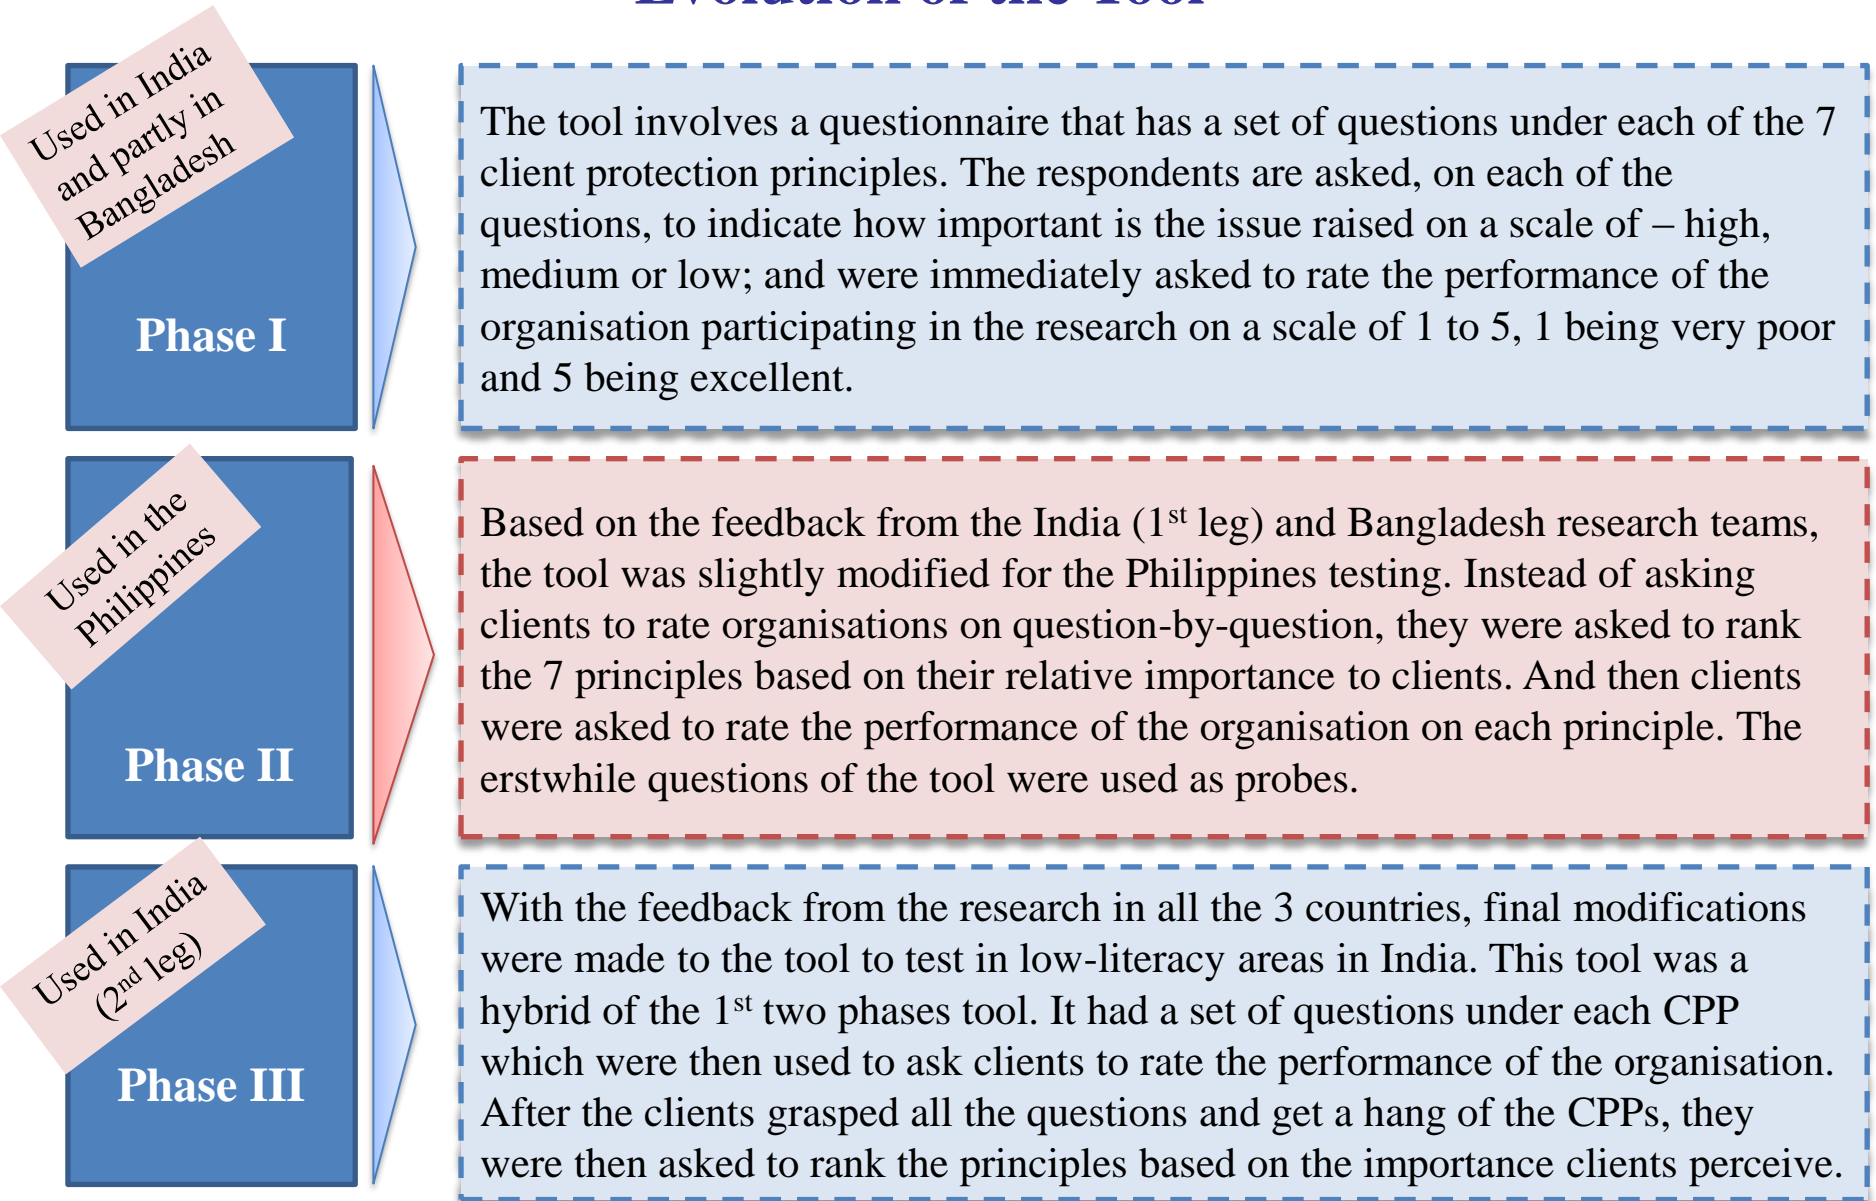 Evolution of the Tool
Used in India
and partly in
Bangladesh
Phase I
The tool involves a questionnaire that has a set of questions under each of the 7
client protection principles. The respondents are asked, on each of the
questions, to indicate how important is the issue raised on a scale of – high,
medium or low; and were immediately asked to rate the performance of the
organisation participating in the research on a scale of 1 to 5, 1 being very poor
and 5 being excellent.
Used in the
Philippines
Phase II
Based on the feedback from the India (1st leg) and Bangladesh research teams,
the tool was slightly modified for the Philippines testing. Instead of asking
clients to rate organisations on question-by-question, they were asked to rank
the 7 principles based on their relative importance to clients. And then clients
were asked to rate the performance of the organisation on each principle. The
erstwhile questions of the tool were used as probes.
Used in India
(2nd leg)
Phase III
With the feedback from the research in all the 3 countries, final modifications
were made to the tool to test in low-literacy areas in India. This tool was a
hybrid of the 1st two phases tool. It had a set of questions under each CPP
which were then used to ask clients to rate the performance of the organisation.
After the clients grasped all the questions and get a hang of the CPPs, they
were then asked to rank the principles based on the importance clients perceive.